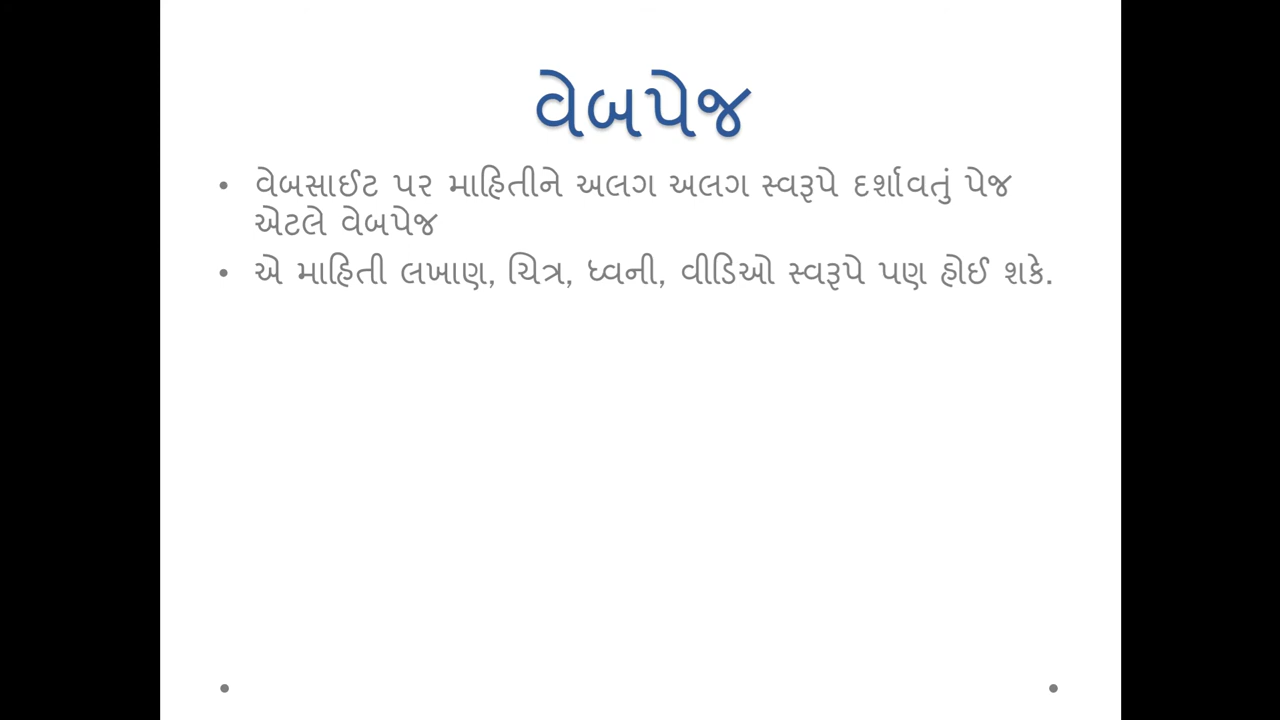 વેબપેજ
• વેબસાઈટ પર માહિતીને અલગ અલગ સ્વરૂપે દર્શાવતું પેજ
એટલે વેબપેજ
• એ માહિતી લખાણ, ચિત્ર, ધ્વની, વીડિઓ સ્વરૂપે પણ હોઈ શકે.